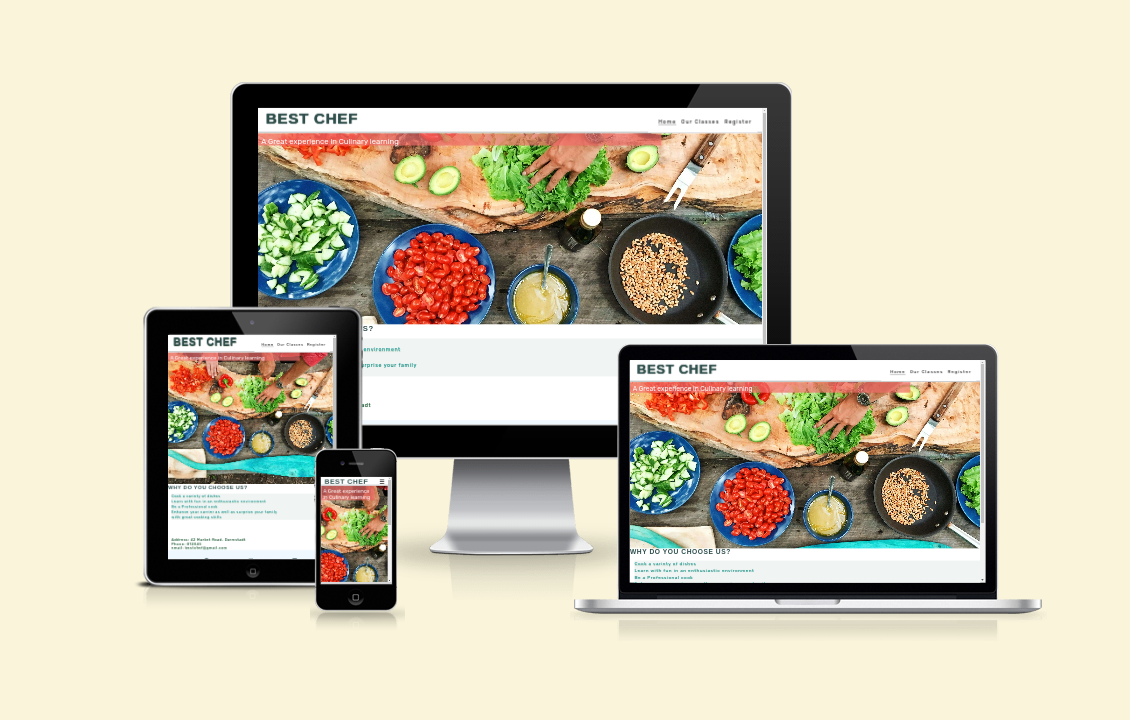 BEST CHEF
Home Our Classes Register
A Great experience in Culinary learning
S?
environment
surprise your family
adt
BEST CHEF
Home Our Classes Register
A Great experience in Culinary learning
WHY DO YOU CHOOSE US?
Cook a variety of dishes
Learn with fun in an enthusiastic environment
Be a Professional cook
Enhance your carrier as well as surprise your family
with great cooking skills
Address: 42 Market Road,
Phone:
email: bestchef@gmail.com
BEST CHEF
A Great experience
in Culinary learning
BEST CHEF
Home Our Classes Register
A Great experience in Culinary learning
WHY DO YOU CHOOSE US?
Cook a variety of dishes
Learn with fun in an enthusiastic environment
Be a Professional cook